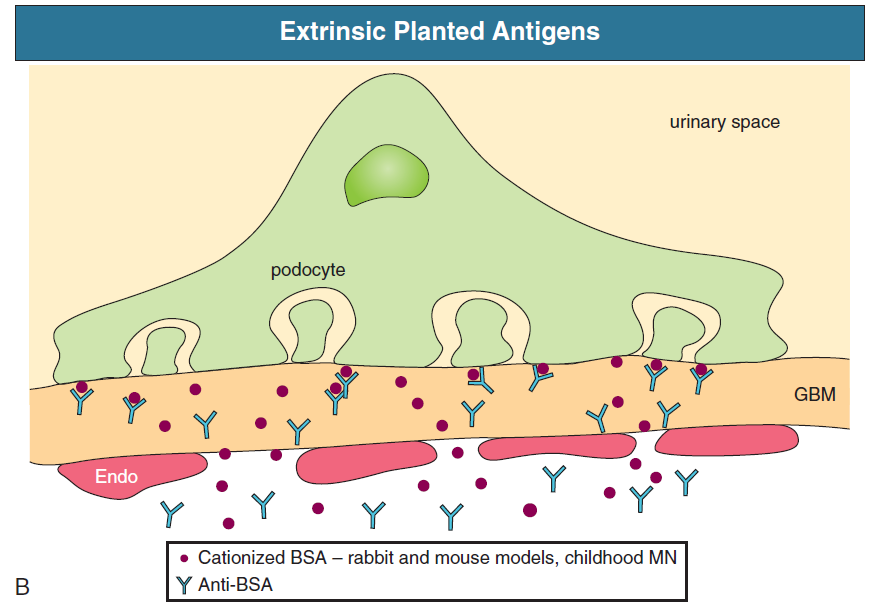 Extrinsic Planted Antigens
urinary space
podocyte
GBM
Endo
Cationized BSA – rabbit and mouse models, childhood MN
Anti-BSA
B